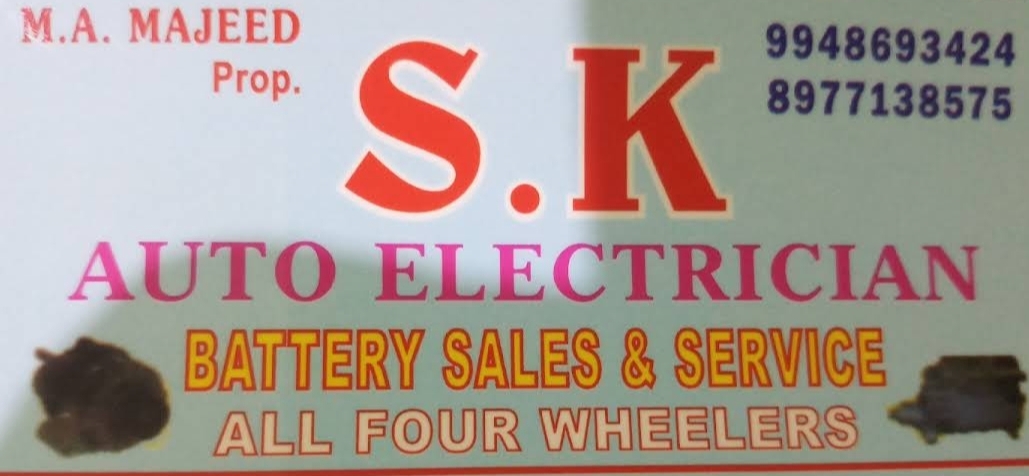 M.A. MAJEED
Prop.
9948693424
8977138575
S.K
AUTO ELECTRICIAN
BATTERY SALES & SERVICE
ALL FOUR WHEELERS